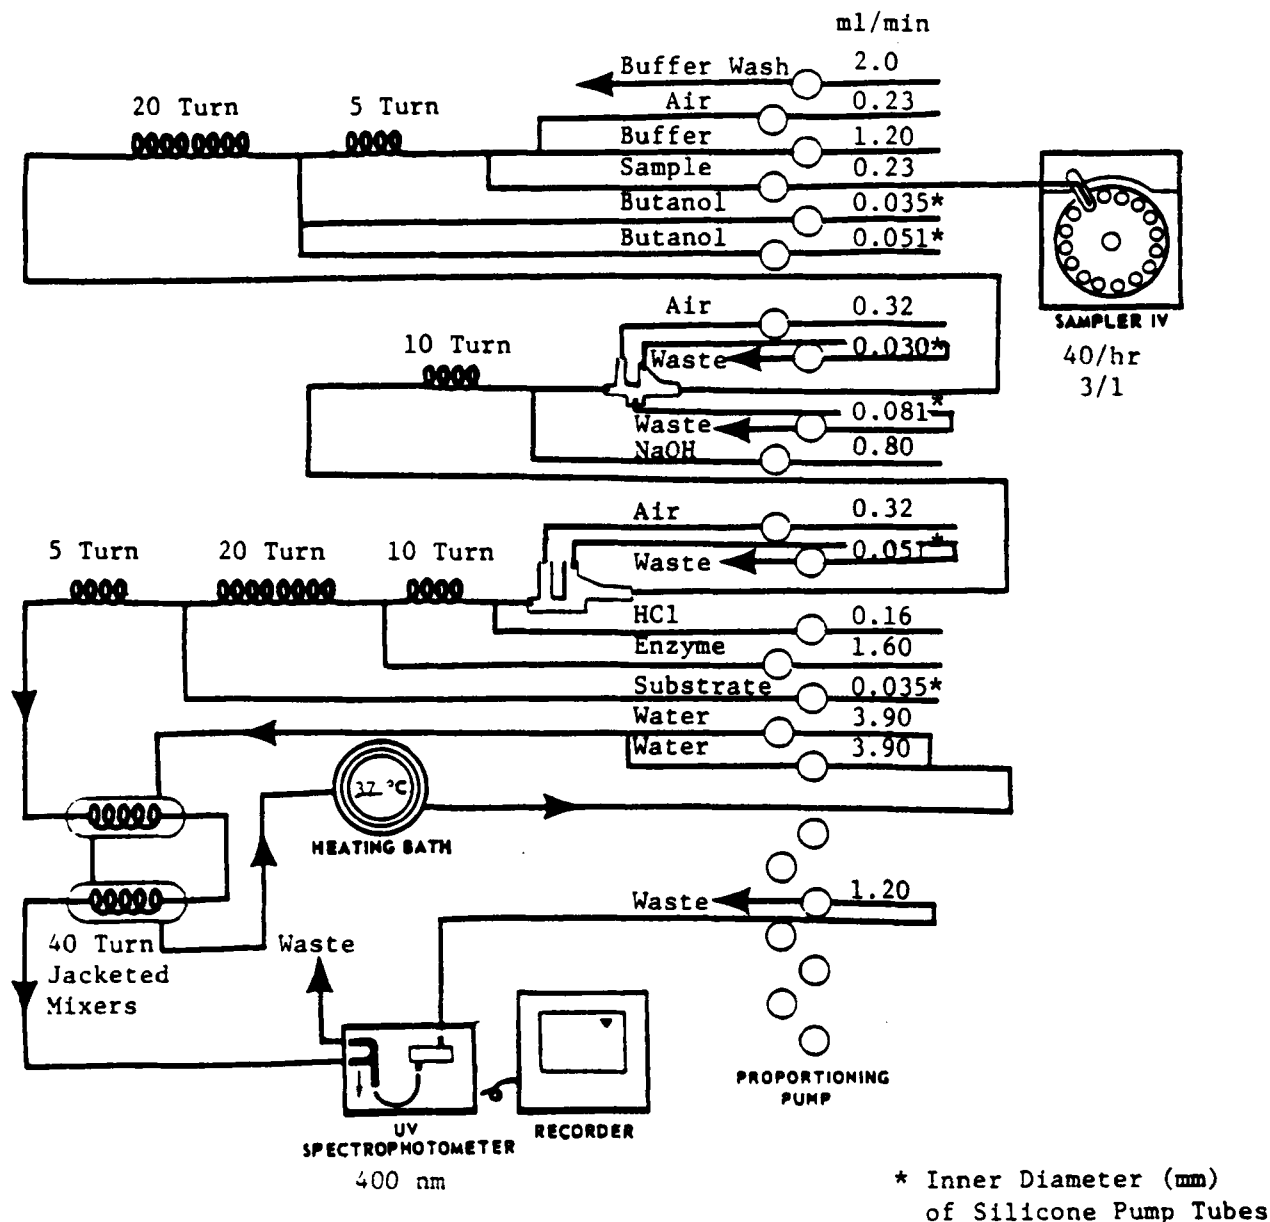 ml/min
Buffer Wash 2.0
20 Turn 5 Turn Air 0.23
Buffer 1.20
Sample 0.23
Butanol 0.035*
Butanol 0.051*
SAMPLER IV
40/hr
3/1
Air 0.32
10 Turn Waste 0.030*
Waste 0.081*
NaOH 0.80
Air 0.32
5 Turn 20 Turn 10 Turn Waste 0.051*
HCl 0.16
Enzyme 1.60
Substrate 0.035*
Water 3.90
Water 3.90
37 °C
HEATING BATH
Waste 1.20
40 Turn
Jacketed
Mixers
Waste
PROPORTIONING
PUMP
UV
SPECTROPHOTOMETER
400 nm
RECORDER
* Inner Diameter (mm)
of Silicone Pump Tubes